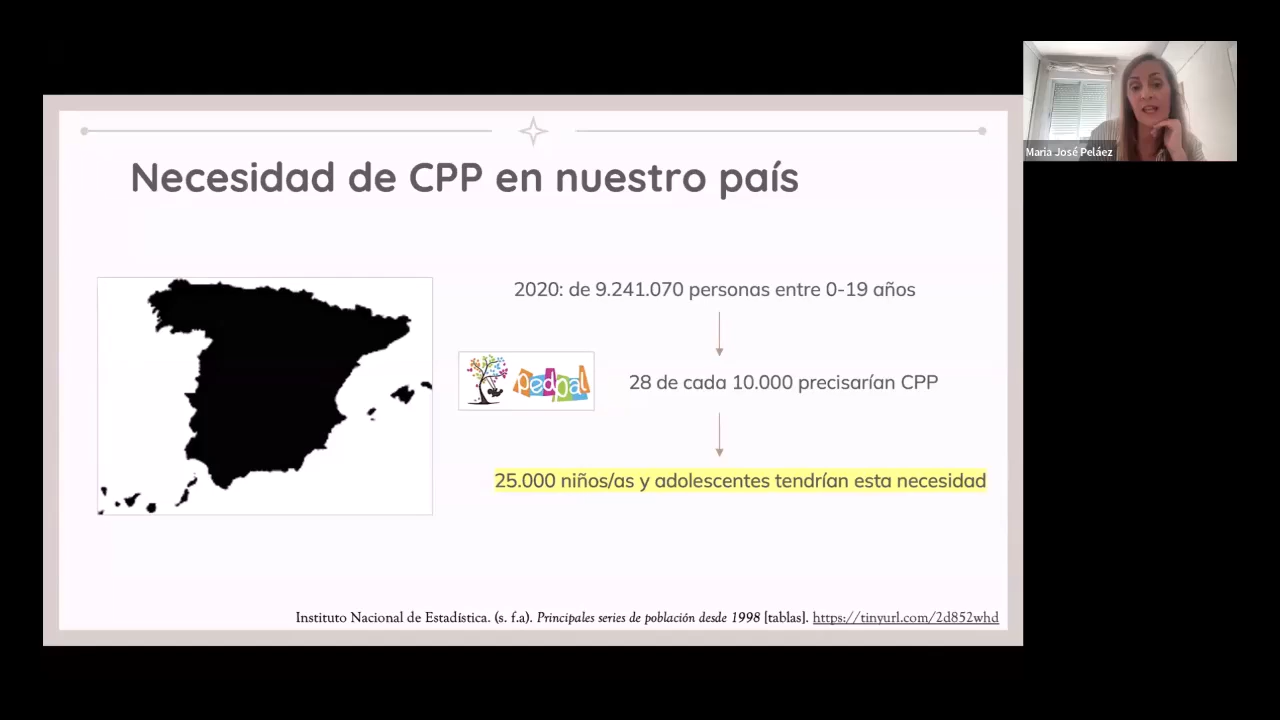 Necesidad de CPP en nuestro país
2020: de 9.241.070 personas entre 0-19 años
pedpal
28 de cada 10.000 precisarían CPP
25.000 niños/as y adolescentes tendrían esta necesidad
Instituto Nacional de Estadística. (s. f.a). Principales series de población desde 1998 [tablas]. https://tinyurl.com/2d852whd
Maria José Peláez